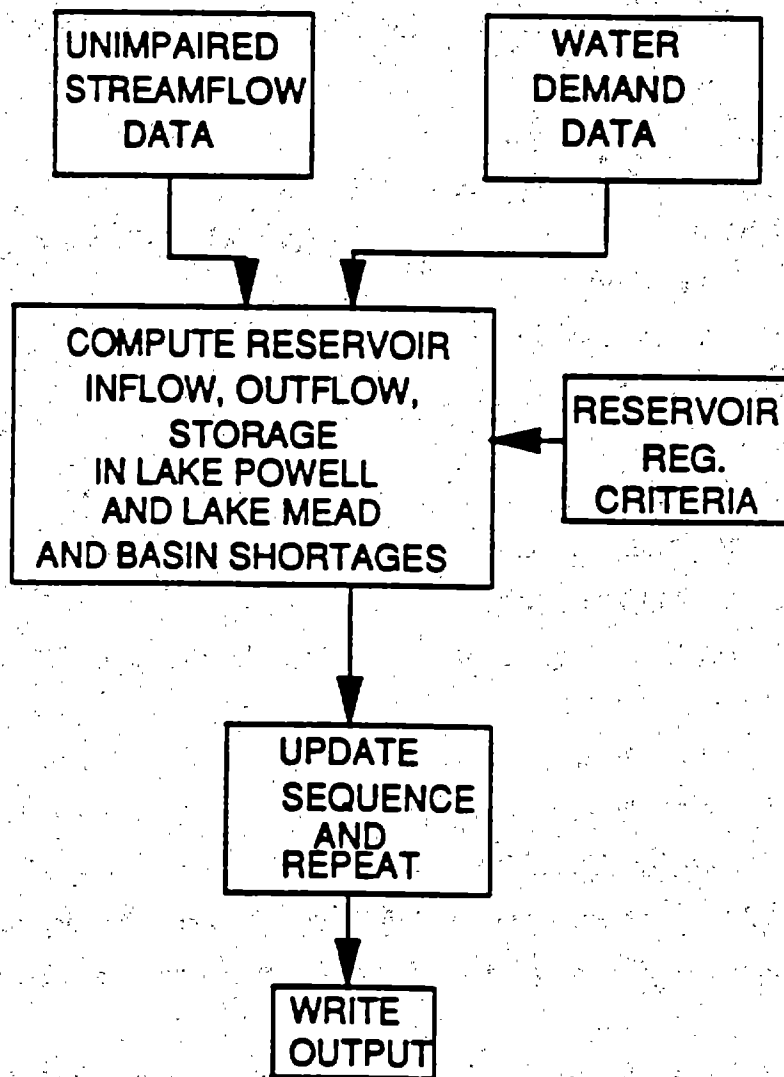 UNIMPAIRED
STREAMFLOW
DATA
WATER
DEMAND
DATA
COMPUTE RESERVOIR
INFLOW, OUTFLOW,
STORAGE
IN LAKE POWELL
AND LAKE MEAD
AND BASIN SHORTAGES
RESERVOIR
REG.
CRITERIA
UPDATE
SEQUENCE
AND
REPEAT
WRITE
OUTPUT